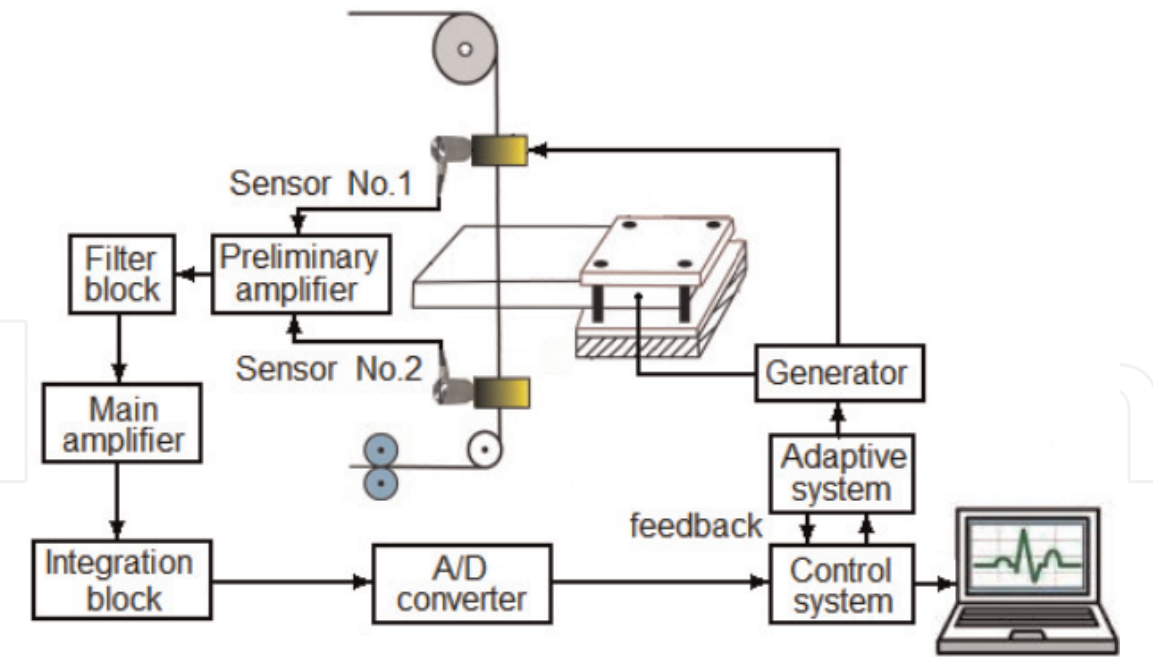 Sensor No.1
Filter
block
Preliminary
amplifier
Sensor No.2
Generator
Main
amplifier
Adaptive
system
feedback
Integration
block
A/D
converter
Control
system